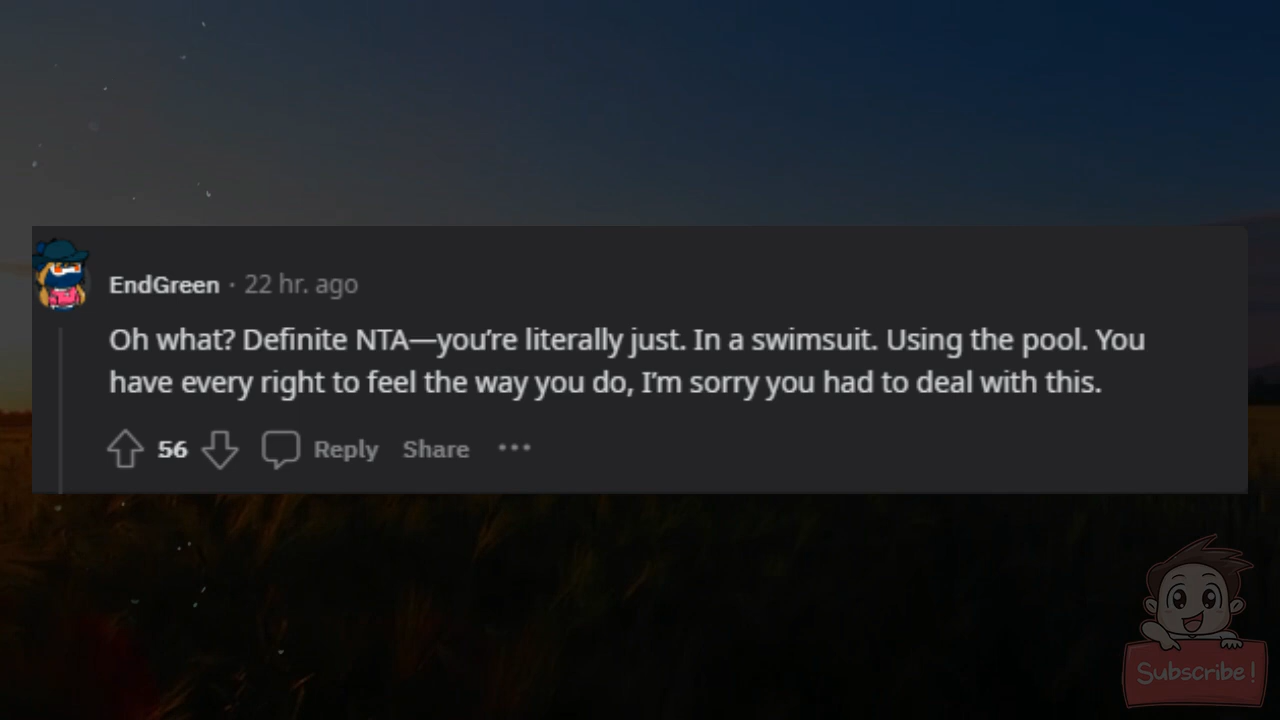 EndGreen · 22 hr. ago
Oh what? Definite NTA—you’re literally just. In a swimsuit. Using the pool. You
have every right to feel the way you do, I’m sorry you had to deal with this.
56 Reply Share ···
Subscribe!